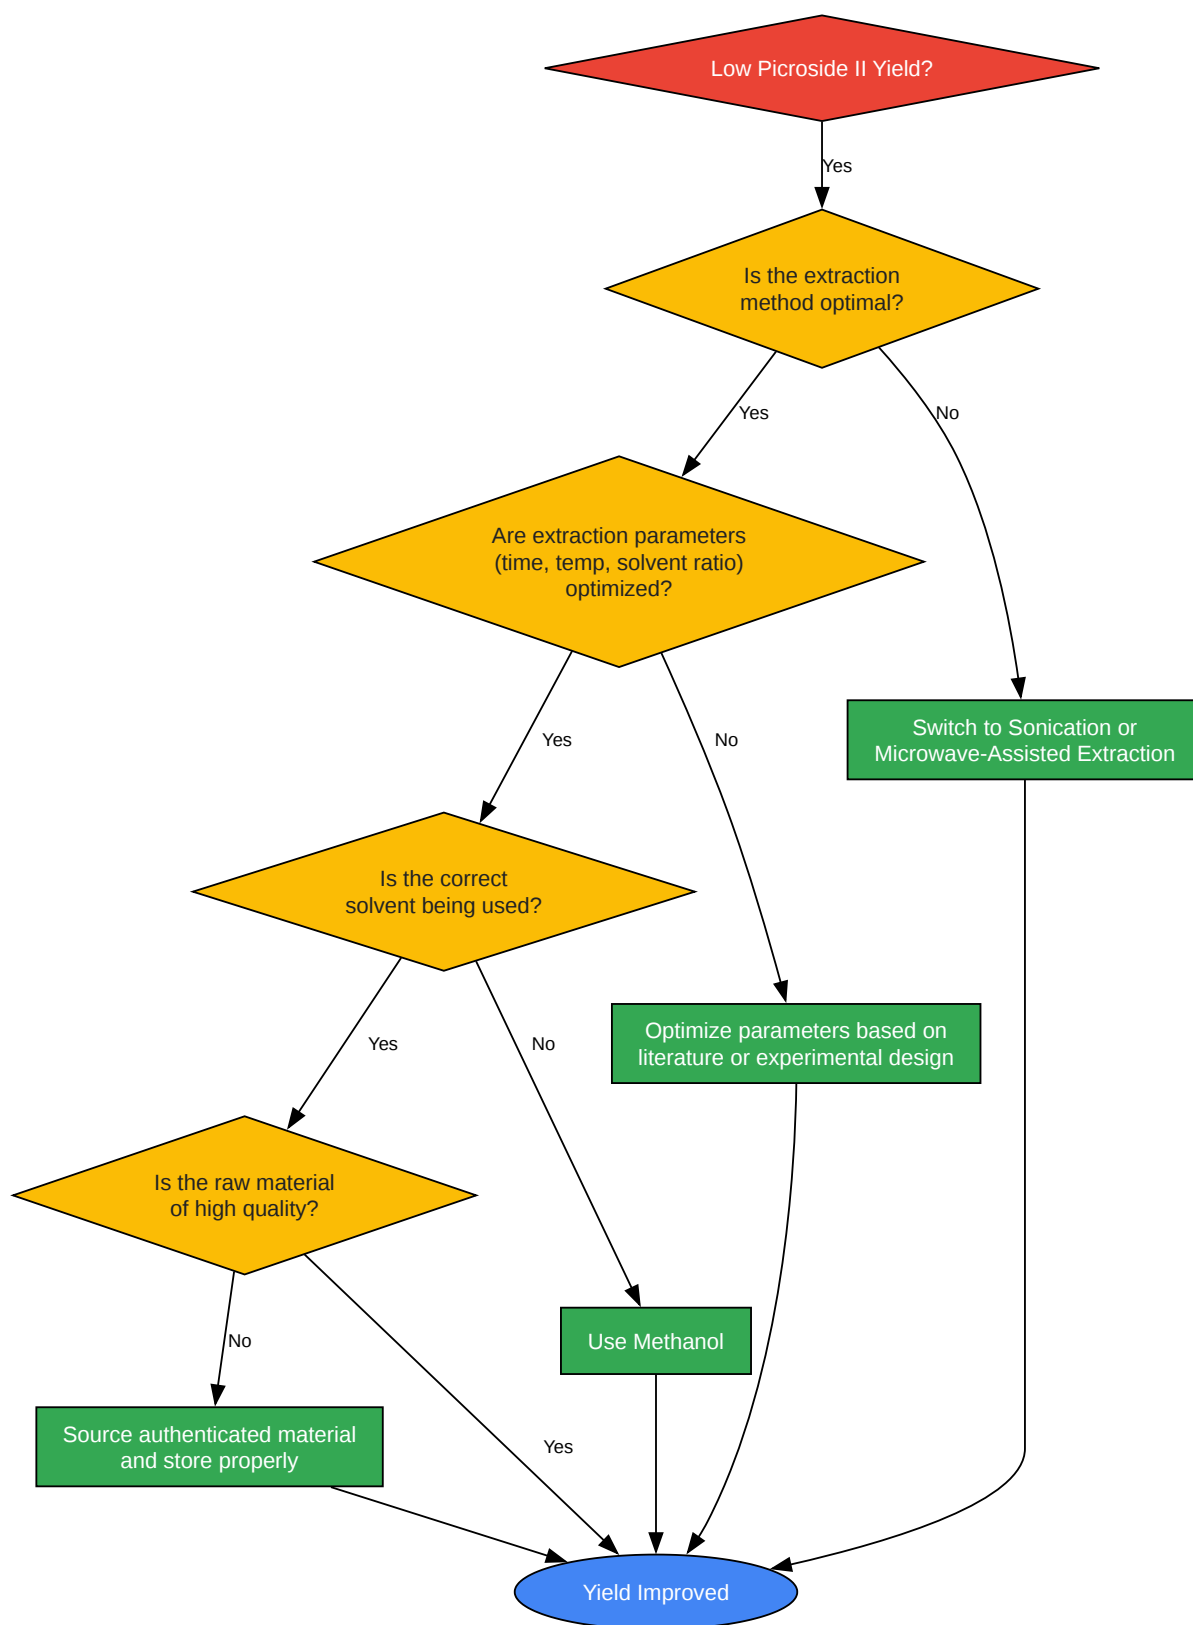 Low Picroside II Yield?
Yes
Is the extraction
method optimal?
Yes
No
Are extraction parameters
(time, temp, solvent ratio)
optimized?
Yes
No
Switch to Sonication or
Microwave-Assisted Extraction
Is the correct
solvent being used?
Yes
No
Optimize parameters based on
literature or experimental design
Is the raw material
of high quality?
No
Yes
Use Methanol
Source authenticated material
and store properly
Yield Improved